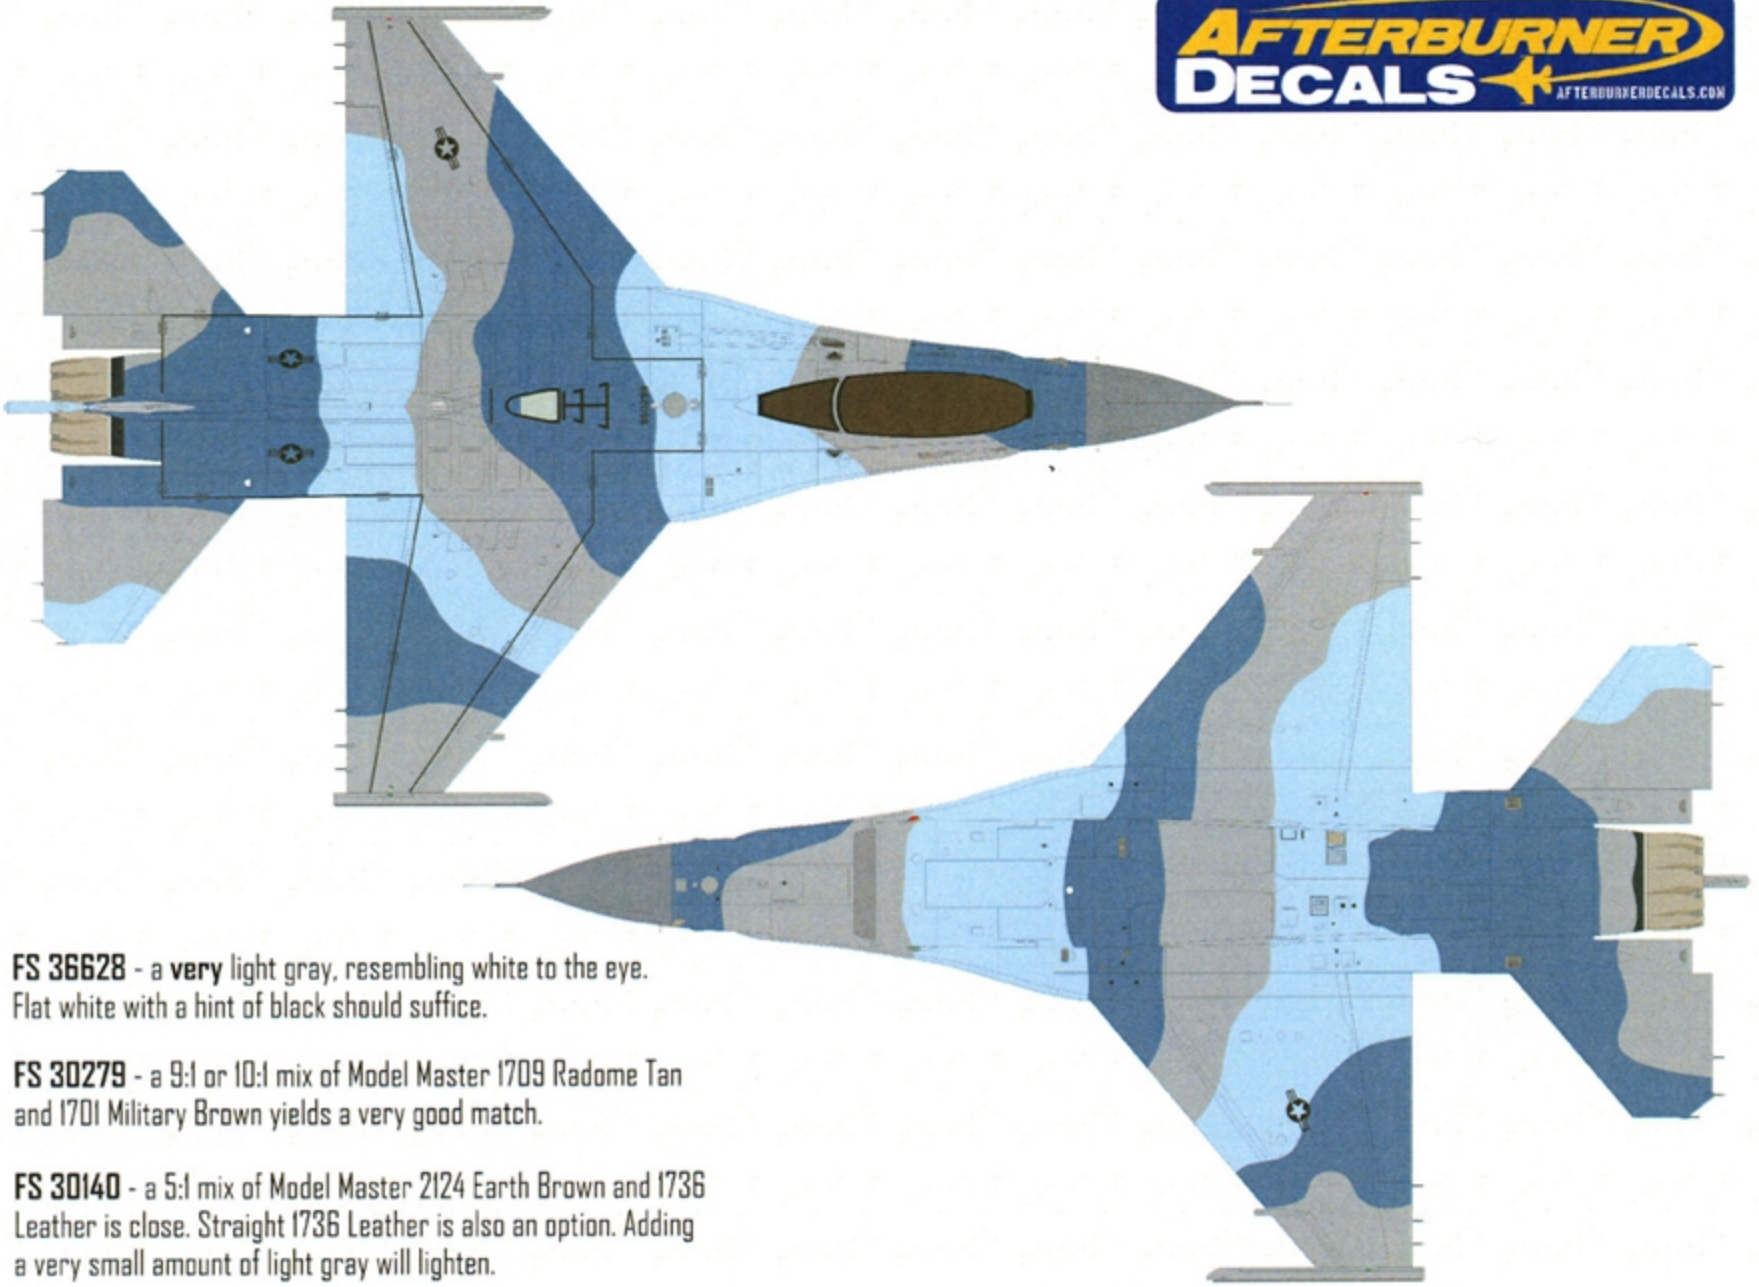 AFTERBURNER
DECALS
AFTERBURNERDECALS.COM
FS 36628 - a very light gray, resembling white to the eye.
Flat white with a hint of black should suffice.
FS 30279 - a 9:1 or 10:1 mix of Model Master 1709 Radome Tan
and 1701 Military Brown yields a very good match.
FS 30140 - a 5:1 mix of Model Master 2124 Earth Brown and 1736
Leather is close. Straight 1736 Leather is also an option. Adding
a very small amount of light gray will lighten.